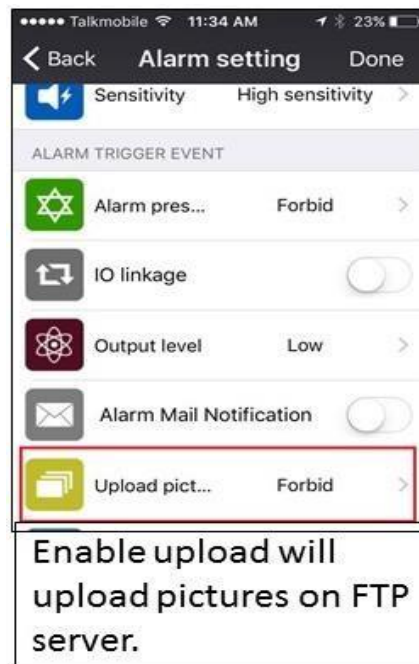 Talkmobile 11:34 AM 23%
Back Alarm setting Done
Sensitivity High sensitivity
ALARM TRIGGER EVENT
Alarm pres... Forbid
IO linkage
Output level Low
Alarm Mail Notification
Upload pict... Forbid
Enable upload will
upload pictures on FTP
server.